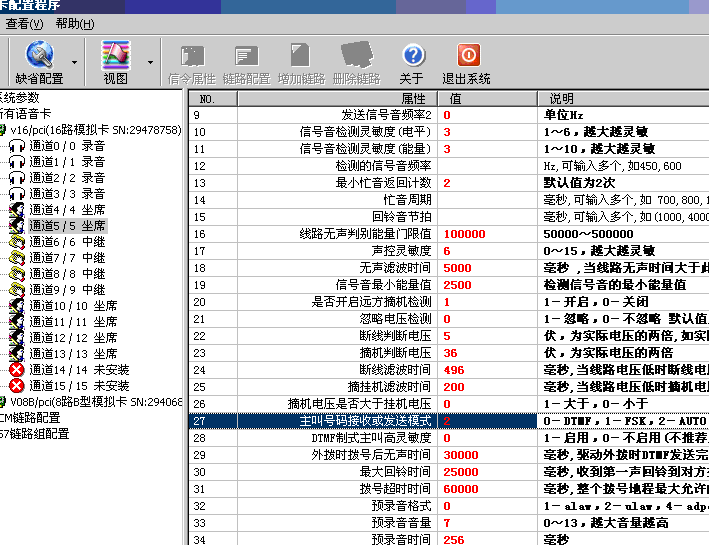 卡配置程序
查看(V) 帮助(H)
缺省配置 视图 信令属性 链路配置 增加链路 删除链路 关于 退出系统
系统参数
所有语音卡
v16/pci(16路模拟卡 SN:29478758)
通道0 / 0 录音
通道1 / 1 录音
通道2 / 2 录音
通道3 / 3 录音
通道4 / 4 坐席
通道5 / 5 坐席
通道6 / 6 中继
通道7 / 7 中继
通道8 / 8 中继
通道9 / 9 中继
通道10 / 10 坐席
通道11 / 11 坐席
通道12 / 12 坐席
通道13 / 13 坐席
通道14 / 14 未安装
通道15 / 15 未安装
V08B/pci(8路B型模拟卡 SN:294068
CM链路配置
S7链路组配置
NO. 属性 值 说明
9 发送信号音频率2 0 单位Hz
10 信号音检测灵敏度(电平) 3 1～6，越大越灵敏
11 信号音检测灵敏度(能量) 3 1～10，越大越灵敏
12 检测的信号音频率 Hz,可输入多个,如450,600
13 最小忙音返回计数 2 默认值为2次
14 忙音周期 毫秒,可输入多个,如 700,800,1
15 回铃音节拍 毫秒,可输入多个,如(1000,4000
16 线路无声判别能量门限值 100000 50000～500000
17 声控灵敏度 6 0～15，越大越灵敏
18 无声滤波时间 5000 毫秒 ,当线路无声时间大于此
19 信号音最小能量值 2500 检测信号音的最小能量值
20 是否开启远方摘机检测 1 1－开启，0－关闭
21 忽略电压检测 0 1－忽略，0－不忽略 默认值
22 断线判断电压 5 伏，为实际电压的两倍,如实
23 摘机判断电压 36 伏，为实际电压的两倍
24 断线滤波时间 496 毫秒,当线路电压低时断线电
25 摘挂机滤波时间 200 毫秒,当线路电压低时摘机电
26 摘机电压是否大于挂机电压 0 1－大于，0－小于
27 主叫号码接收或发送模式 2 0－DTMF，1－FSK，2－AUTO
28 DTMF制式主叫高灵敏度 0 1－启用，0－不启用(不推荐
29 外拨时拨号后无声时间 30000 毫秒,驱动外拨时DTMF发送完
30 最大回铃时间 25000 毫秒,收到第一声回铃到对方
31 拨号超时时间 60000 毫秒,整个拨号地程最大允许
32 预录音格式 0 1－alaw，2－ulaw，4－adp
33 预录音音量 7 0～13，越大音量越高
34 预录音时间 256 毫秒